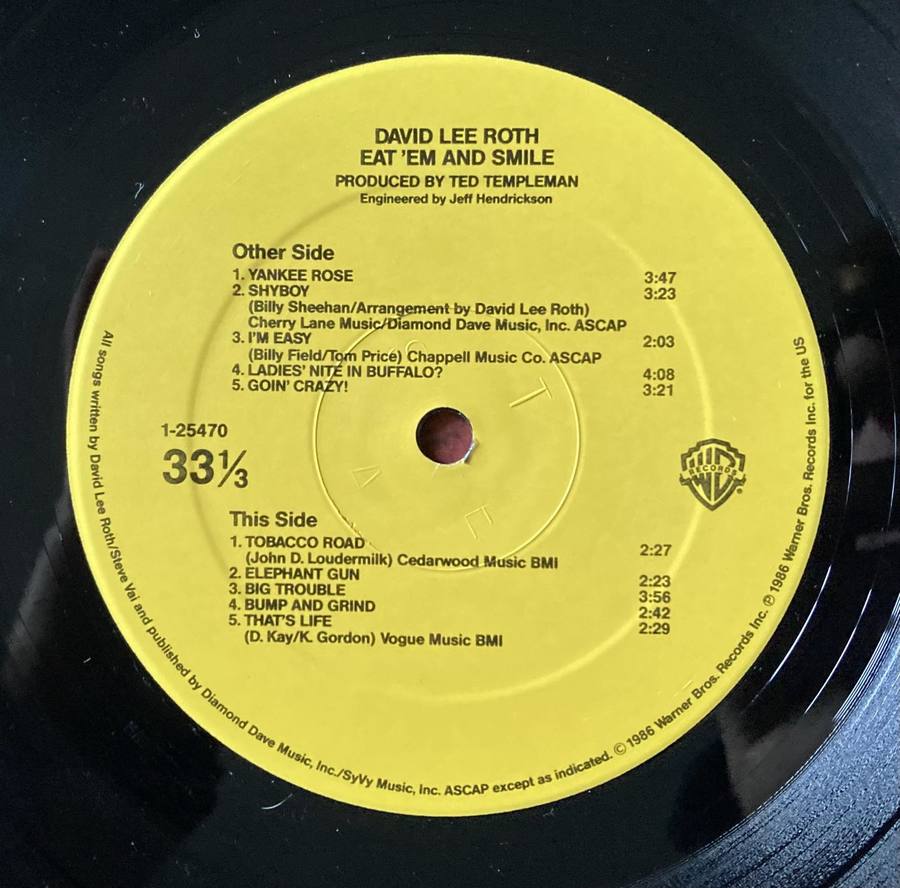 DAVID LEE ROTH
EAT 'EM AND SMILE
PRODUCED BY TED TEMPLEMAN
Engineered by Jeff Hendrickson
Other Side
1. YANKEE ROSE 3:47
2. SHYBOY 3:23
(Billy Sheehan/Arrangement by David Lee Roth)
Cherry Lane Music/Diamond Dave Music, Inc. ASCAP
3. I'M EASY 2:03
(Billy Field/Tom Price) Chappell Music Co. ASCAP
4. LADIES' NITE IN BUFFALO? 4:08
5. GOIN' CRAZY! 3:21
1-25470
33⅓
WB RECORDS ®
This Side
1. TOBACCO ROAD 2:27
(John D. Loudermilk) Cedarwood Music BMI
2. ELEPHANT GUN 2:23
3. BIG TROUBLE 3:56
4. BUMP AND GRIND 2:42
5. THAT'S LIFE 2:29
(D. Kay/K. Gordon) Vogue Music BMI
All songs written by David Lee Roth/Steve Vai and published by Diamond Dave Music, Inc./SyVy Music, Inc. ASCAP except as indicated. © 1986 Warner Bros. Records Inc. ℗ 1986 Warner Bros. Records Inc. for the US